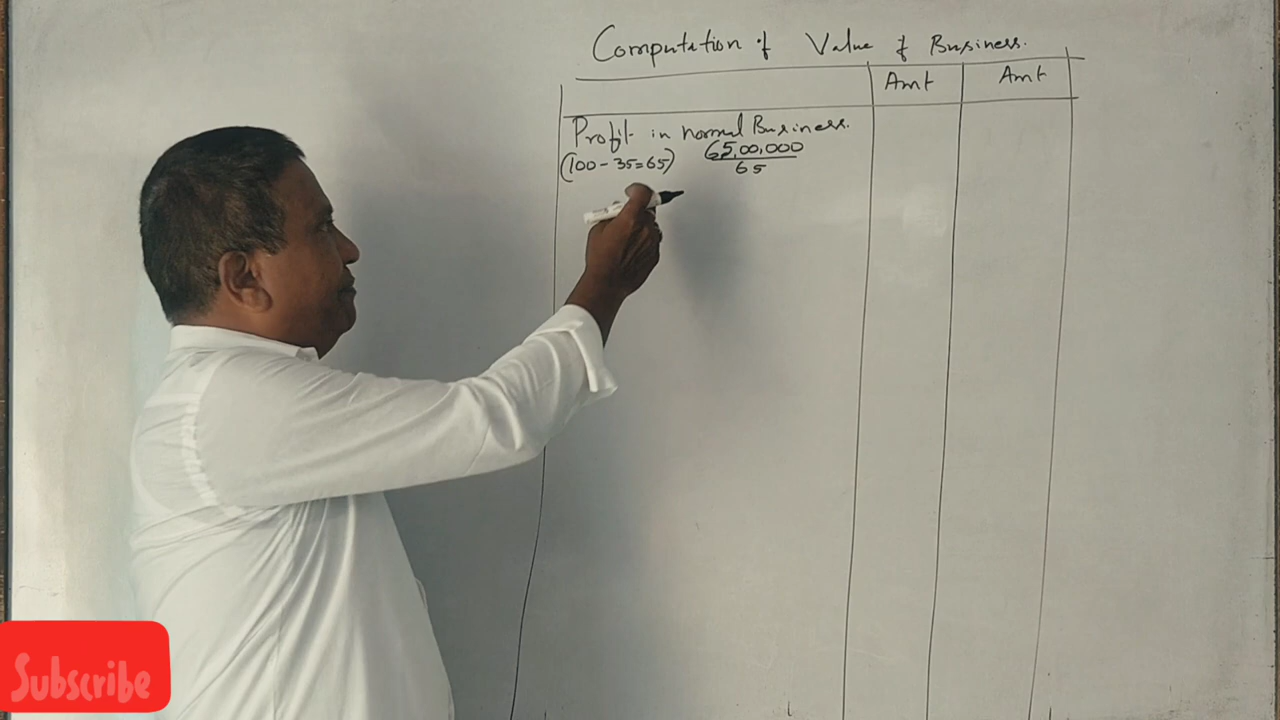 Computation of Value of Business.
Amt Amt
Profit in normal Business.
(100-35=65) 65,00,000
65
Subscribe